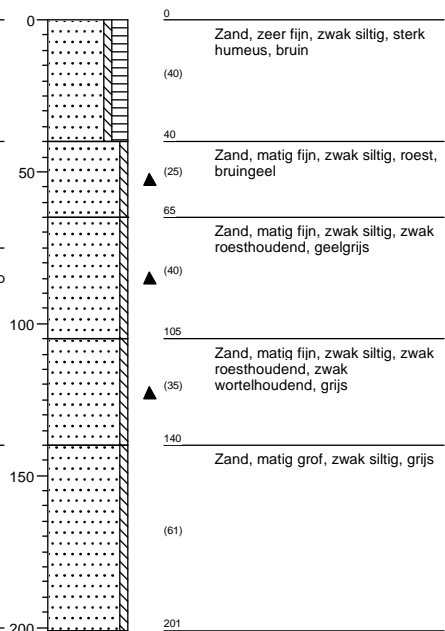 0
0
Zand, zeer fijn, zwak siltig, sterk
humeus, bruin
(40)
40
Zand, matig fijn, zwak siltig, roest,
bruingeel
50
(25)
65
Zand, matig fijn, zwak siltig, zwak
roesthoudend, geelgrijs
(40)
100
105
Zand, matig fijn, zwak siltig, zwak
roesthoudend, zwak
wortelhoudend, grijs
(35)
140
Zand, matig grof, zwak siltig, grijs
150
(61)
200
201